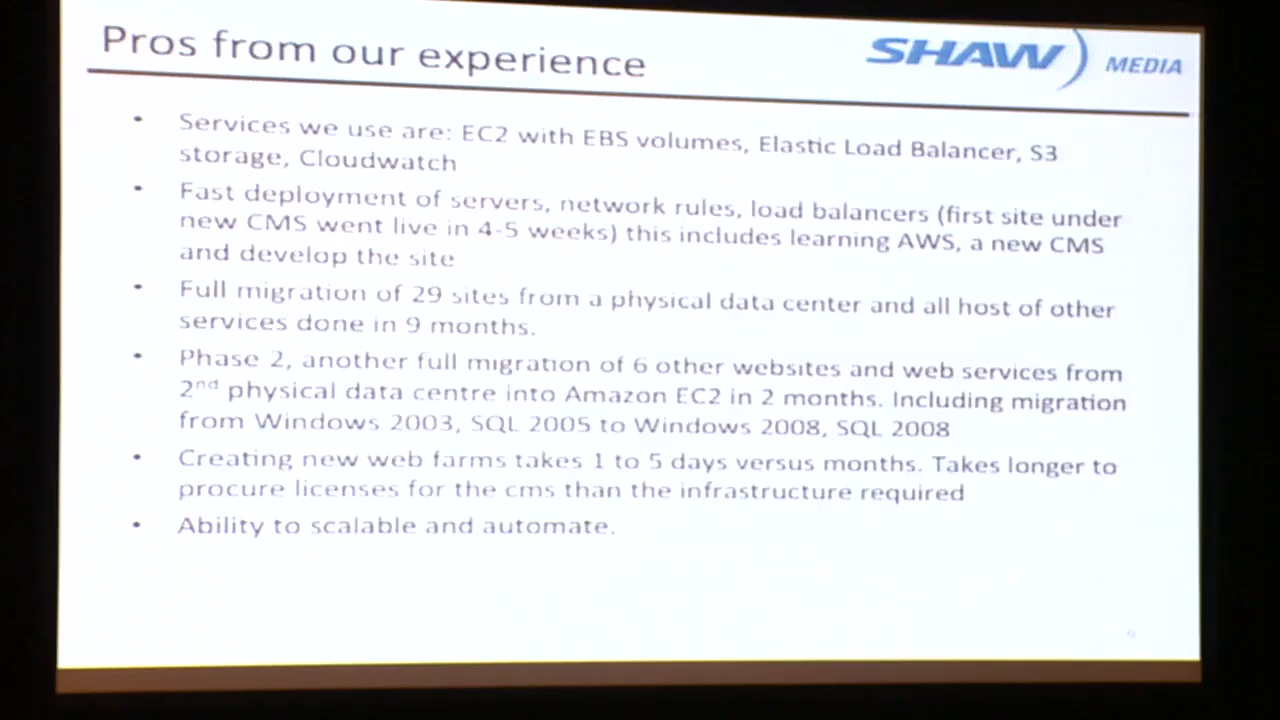 Pros from our experience
SHAW) MEDIA
• Services we use are: EC2 with EBS volumes, Elastic Load Balancer, S3
storage, Cloudwatch
• Fast deployment of servers, network rules, load balancers (first site under
new CMS went live in 4-5 weeks) this includes learning AWS, a new CMS
and develop the site
• Full migration of 29 sites from a physical data center and all host of other
services done in 9 months.
• Phase 2, another full migration of 6 other websites and web services from
2nd physical data centre into Amazon EC2 in 2 months. Including migration
from Windows 2003, SQL 2005 to Windows 2008, SQL 2008
• Creating new web farms takes 1 to 5 days versus months. Takes longer to
procure licenses for the cms than the infrastructure required
• Ability to scalable and automate.